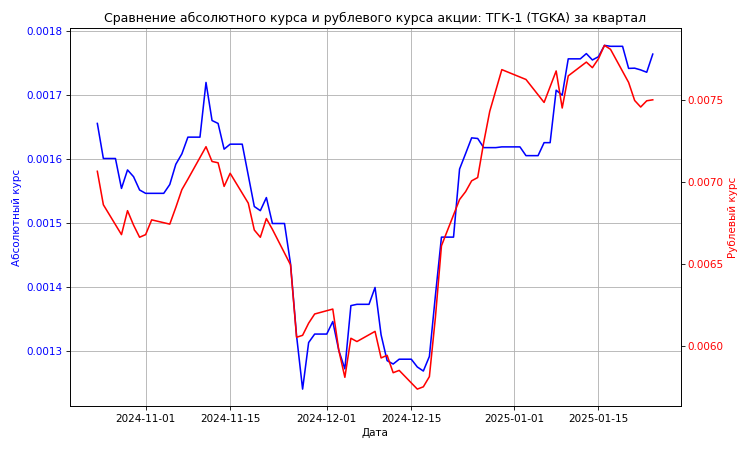 Сравнение абсолютного курса и рублевого курса акции: ТГК-1 (TGKA) за квартал
0.0018
0.0017
0.0016
0.0015
0.0014
0.0013
Абсолютный курс
0.0075
0.0070
0.0065
0.0060
Рублевый курс
2024-11-01 2024-11-15 2024-12-01 2024-12-15 2025-01-01 2025-01-15
Дата